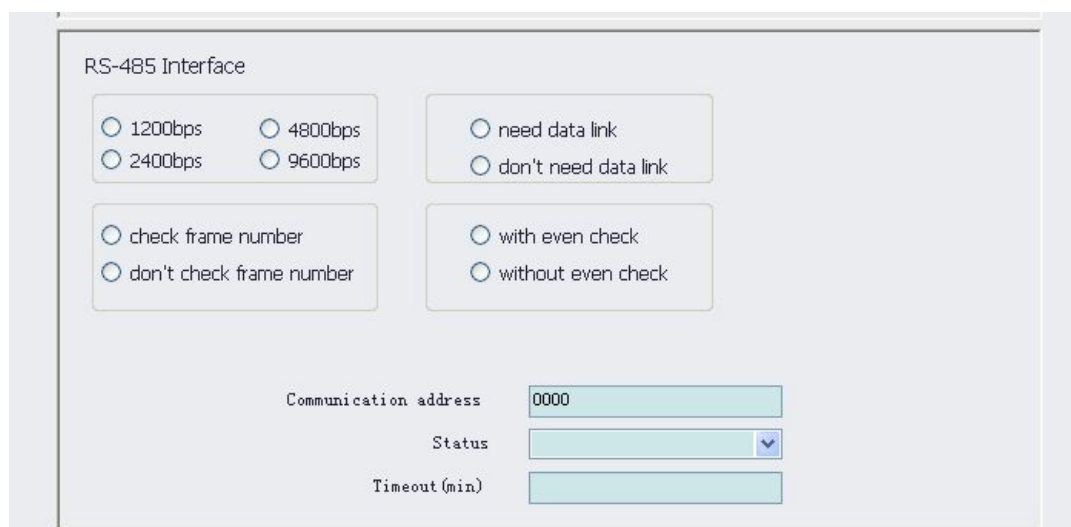 RS-485 Interface
1200bps 4800bps
2400bps 9600bps
need data link
don't need data link
check frame number
don't check frame number
with even check
without even check
Communication address 0000
Status
Timeout(min)